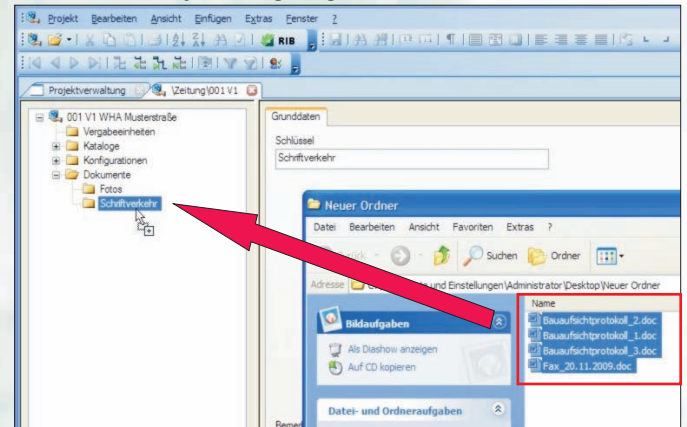 Projekt Bearbeiten Ansicht Einfügen Extras Fenster ?
RIB
Projektverwaltung \Zeitung\001 V1
001 V1 WHA Musterstraße
Vergabeeinheiten
Kataloge
Konfigurationen
Dokumente
Fotos
Schriftverkehr
Grunddaten
Schlüssel
Schriftverkehr
Neuer Ordner
Datei Bearbeiten Ansicht Favoriten Extras ?
Suchen Ordner
Adresse und Einstellungen\Administrator\Desktop\Neuer Ordner
Name
Bauaufsichtprotokoll_2.doc
Bauaufsichtprotokoll_1.doc
Bauaufsichtprotokoll_3.doc
Fax_20.11.2009.doc
Bildaufgaben
Als Diashow anzeigen
Auf CD kopieren
Datei- und Ordneraufgaben